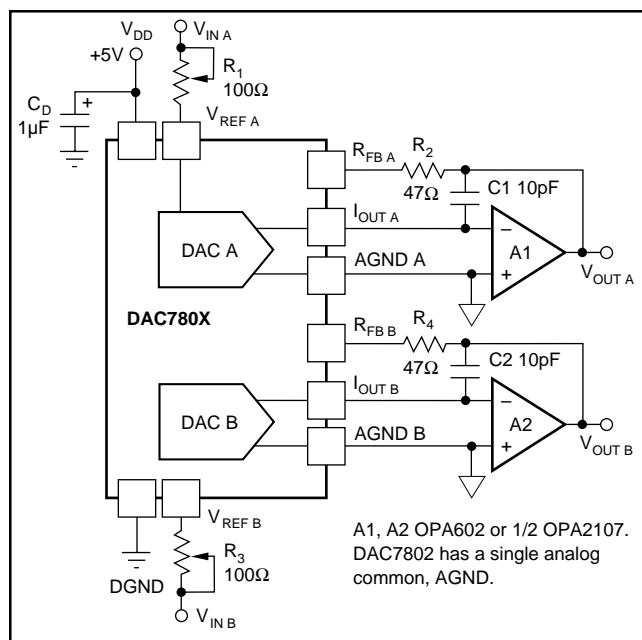 V_DD
+5V
V_IN A
C_D
+
1µF
R_1
100Ω
V_REF A
R_FB A
R_2
47Ω
C1 10pF
I_OUT A
DAC A
AGND A
–
+
A1
V_OUT A
DAC780X
R_FB B
R_4
47Ω
C2 10pF
I_OUT B
DAC B
AGND B
–
+
A2
V_OUT B
V_REF B
DGND
R_3
100Ω
V_IN B
A1, A2 OPA602 or 1/2 OPA2107.
DAC7802 has a single analog
common, AGND.